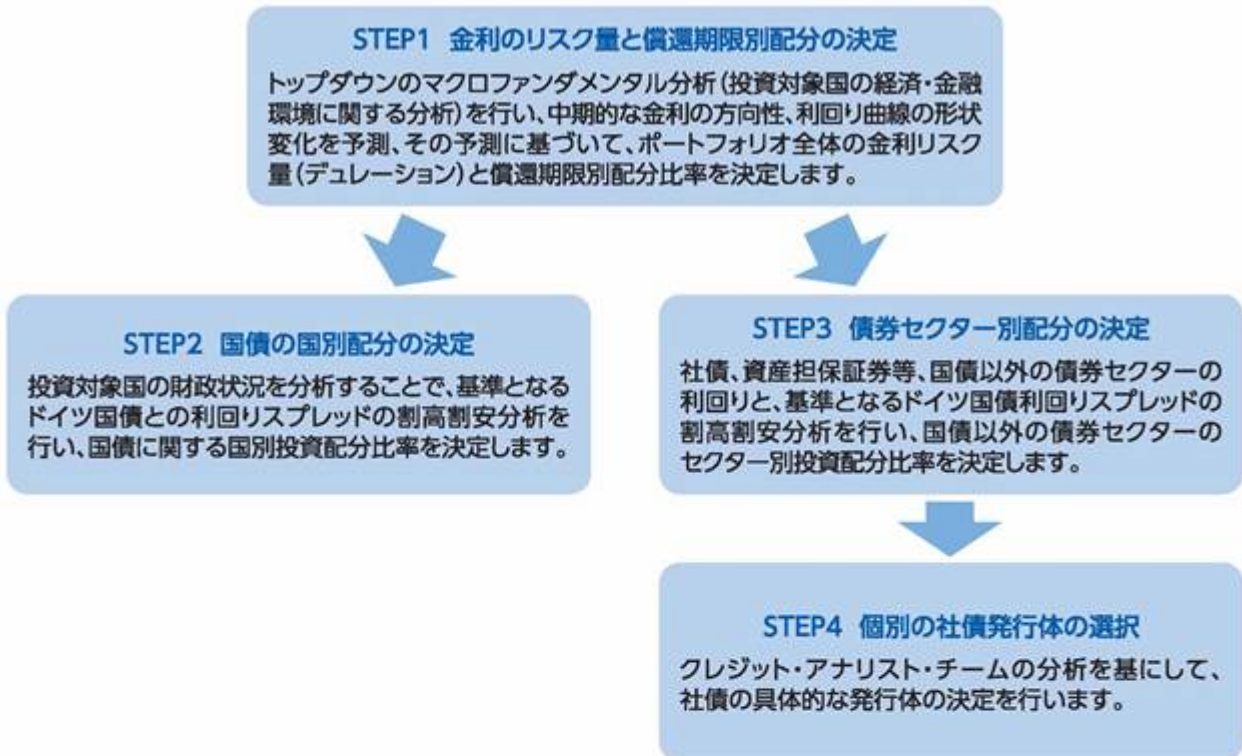 STEP1 金利のリスク量と償還期限別配分の決定
トップダウンのマクロファンダメンタル分析(投資対象国の経済・金融
環境に関する分析)を行い、中期的な金利の方向性、利回り曲線の形状
変化を予測、その予測に基づいて、ポートフォリオ全体の金利リスク
量(デュレーション)と償還期限別配分比率を決定します。
STEP2 国債の国別配分の決定
投資対象国の財政状況を分析することで、基準となる
ドイツ国債との利回りスプレッドの割高割安分析を
行い、国債に関する国別投資配分比率を決定します。
STEP3 債券セクター別配分の決定
社債、資産担保証券等、国債以外の債券セクターの
利回りと、基準となるドイツ国債利回りスプレッドの
割高割安分析を行い、国債以外の債券セクターの
セクター別投資配分比率を決定します。
STEP4 個別の社債発行体の選択
クレジット・アナリスト・チームの分析を基にして、
社債の具体的な発行体の決定を行います。